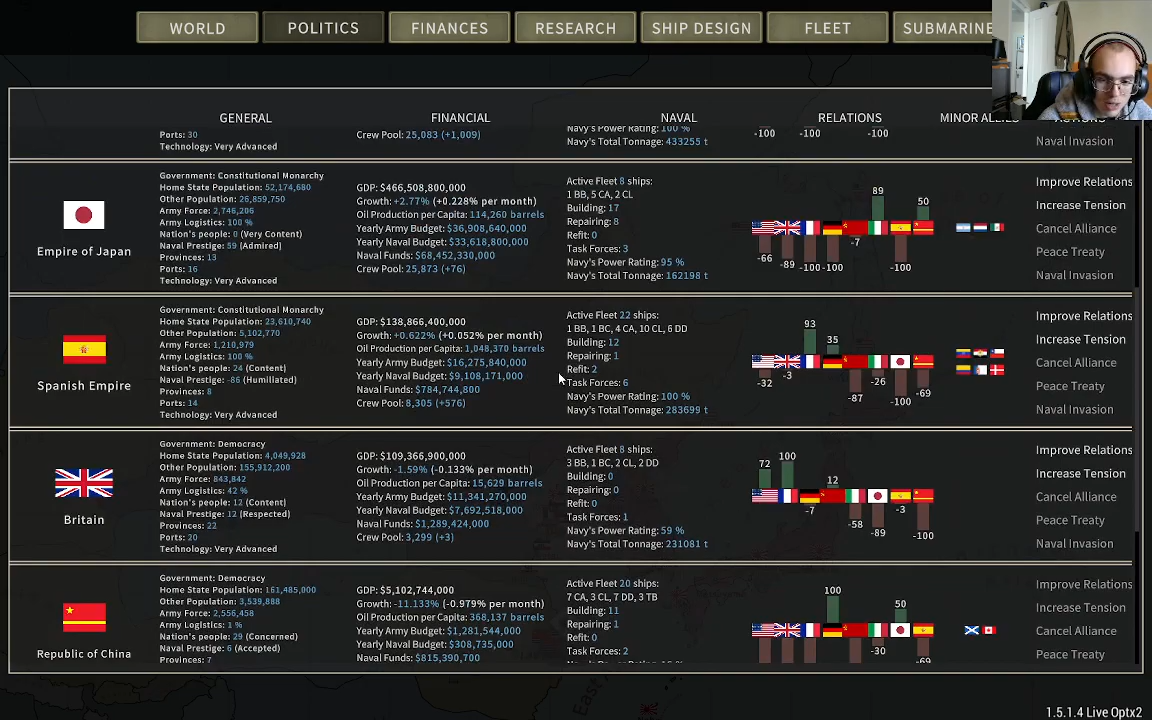 WORLD
POLITICS
FINANCES
RESEARCH
SHIP DESIGN
FLEET
SUBMARINE
GENERAL
FINANCIAL
NAVAL
RELATIONS
MINOR
Ports: 30
Technology: Very Advanced
Crew Pool: 25,083 (+1,009)
Navy's Power Rating: 100 %
Navy's Total Tonnage: 433255 t
-100 -100 -100
Naval Invasion
Empire of Japan
Government: Constitutional Monarchy
Home State Population: 52,174,680
Other Population: 26,859,750
Army Force: 2,746,206
Army Logistics: 100 %
Nation's people: 0 (Very Content)
Naval Prestige: 59 (Admired)
Provinces: 13
Ports: 16
Technology: Very Advanced
GDP: $466,508,800,000
Growth: +2.77% (+0.228% per month)
Oil Production per Capita: 114,260 barrels
Yearly Army Budget: $36,908,640,000
Yearly Naval Budget: $33,618,800,000
Naval Funds: $68,452,330,000
Crew Pool: 25,873 (+76)
Active Fleet 8 ships:
1 BB, 5 CA, 2 CL
Building: 17
Repairing: 8
Refit: 0
Task Forces: 3
Navy's Power Rating: 95 %
Navy's Total Tonnage: 162198 t
89 50
-66 -89 -100 -100 -7 -100
Improve Relations
Increase Tension
Cancel Alliance
Peace Treaty
Naval Invasion
Spanish Empire
Government: Constitutional Monarchy
Home State Population: 23,610,740
Other Population: 5,102,770
Army Force: 1,210,979
Army Logistics: 100 %
Nation's people: 24 (Content)
Naval Prestige: -86 (Humiliated)
Provinces: 8
Ports: 14
Technology: Very Advanced
GDP: $138,866,400,000
Growth: +0.622% (+0.052% per month)
Oil Production per Capita: 1,048,370 barrels
Yearly Army Budget: $16,275,840,000
Yearly Naval Budget: $9,108,171,000
Naval Funds: $784,744,800
Crew Pool: 8,305 (+576)
Active Fleet 22 ships:
1 BB, 1 BC, 4 CA, 10 CL, 6 DD
Building: 12
Repairing: 1
Refit: 2
Task Forces: 6
Navy's Power Rating: 100 %
Navy's Total Tonnage: 283699 t
93 35
-32 -3 -87 -26 -100 -69
Improve Relations
Increase Tension
Cancel Alliance
Peace Treaty
Naval Invasion
Britain
Government: Democracy
Home State Population: 4,049,928
Other Population: 155,912,200
Army Force: 843,842
Army Logistics: 42 %
Nation's people: 12 (Content)
Naval Prestige: 12 (Respected)
Provinces: 22
Ports: 20
Technology: Very Advanced
GDP: $109,366,900,000
Growth: -1.59% (-0.133% per month)
Oil Production per Capita: 15,629 barrels
Yearly Army Budget: $11,341,270,000
Yearly Naval Budget: $7,692,518,000
Naval Funds: $1,289,424,000
Crew Pool: 3,299 (+3)
Active Fleet 8 ships:
3 BB, 1 BC, 2 CL, 2 DD
Building: 0
Repairing: 0
Refit: 0
Task Forces: 1
Navy's Power Rating: 59 %
Navy's Total Tonnage: 231081 t
72 100 12
-7 -58 -89 -3 -100
Improve Relations
Increase Tension
Cancel Alliance
Peace Treaty
Naval Invasion
Republic of China
Government: Democracy
Home State Population: 161,485,000
Other Population: 3,539,888
Army Force: 2,556,458
Army Logistics: 1 %
Nation's people: 29 (Concerned)
Naval Prestige: 6 (Accepted)
Provinces: 7
GDP: $5,102,744,000
Growth: -11.133% (-0.979% per month)
Oil Production per Capita: 368,137 barrels
Yearly Army Budget: $1,281,544,000
Yearly Naval Budget: $308,735,000
Naval Funds: $815,390,700
Active Fleet 20 ships:
7 CA, 3 CL, 7 DD, 3 TB
Building: 11
Repairing: 1
Refit: 0
Task Forces: 2
100 50
-30 -69
Improve Relations
Increase Tension
Cancel Alliance
Peace Treaty
1.5.1.4 Live Optx2